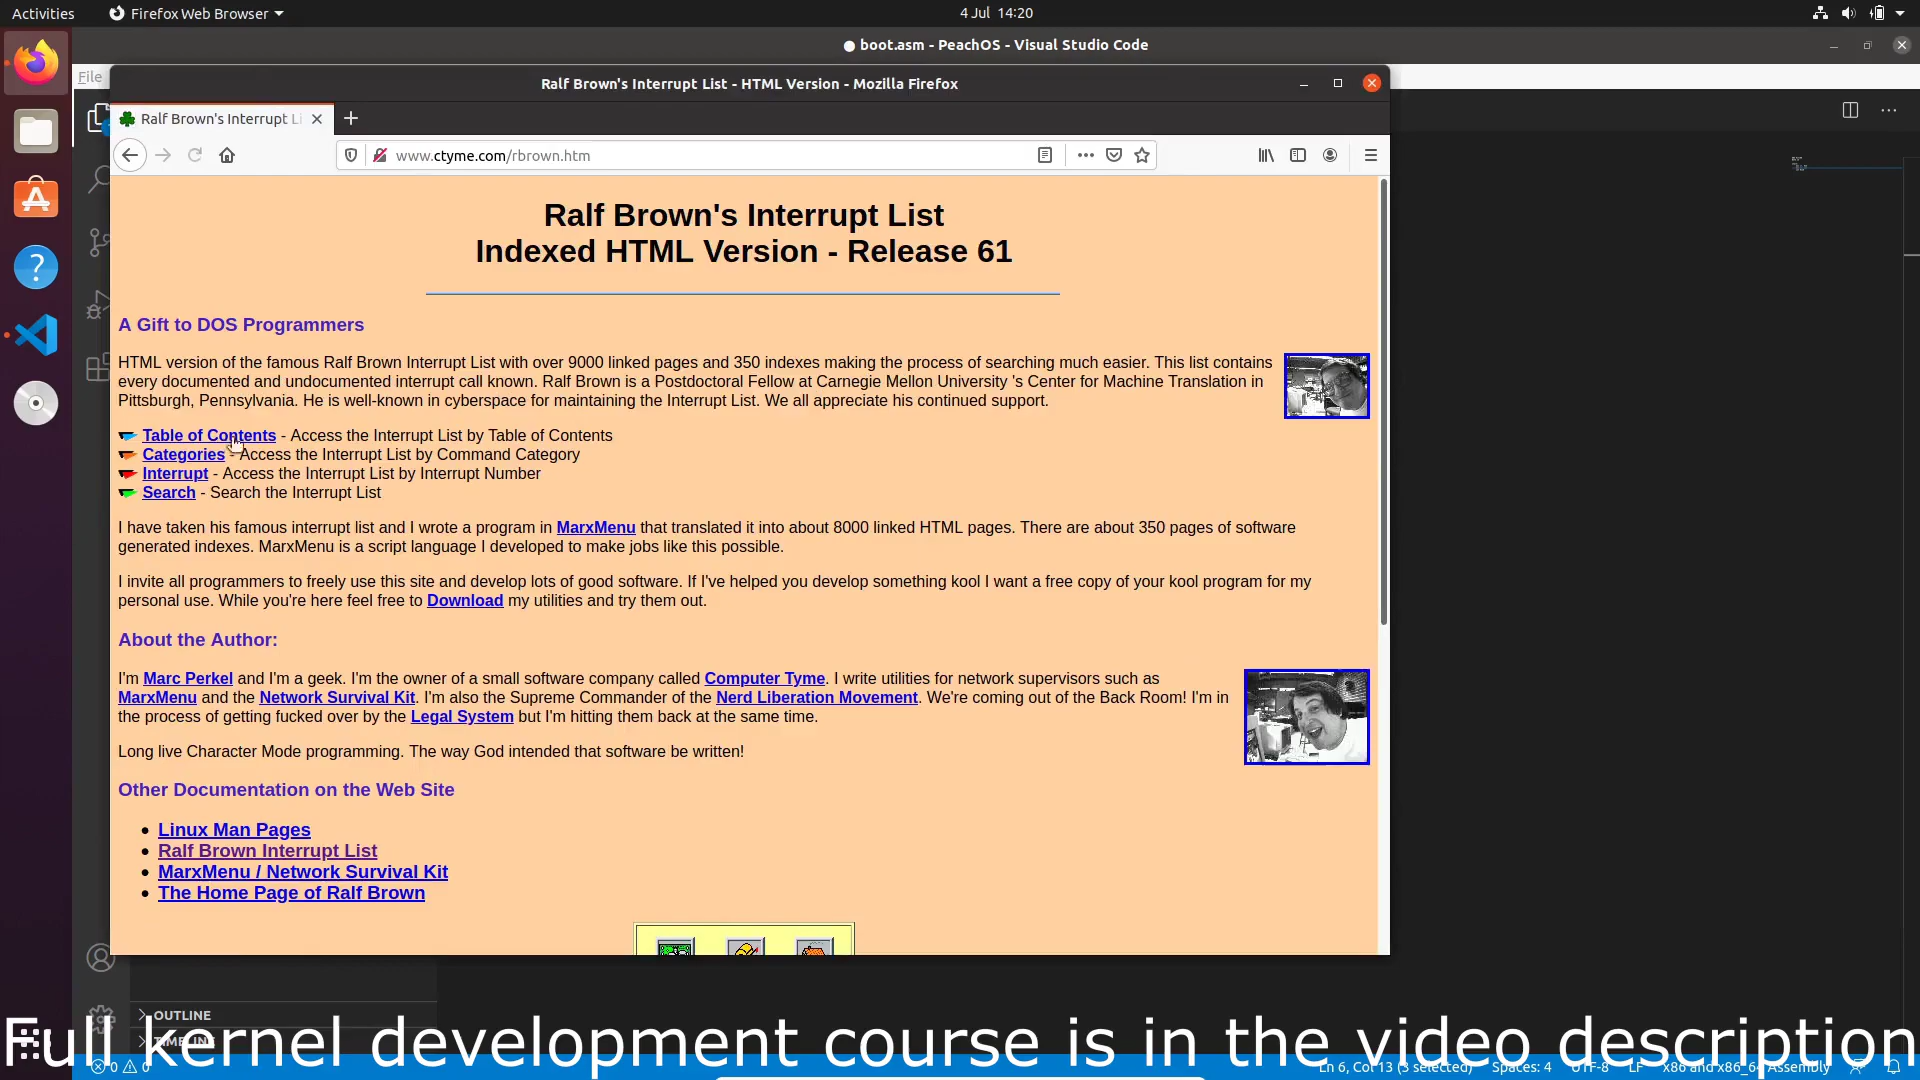 Activities
Firefox Web Browser
4 Jul 14:20
● boot.asm - PeachOS - Visual Studio Code
File
Ralf Brown's Interrupt List - HTML Version - Mozilla Firefox
Ralf Brown's Interrupt Li
www.ctyme.com/rbrown.htm
Ralf Brown's Interrupt List
Indexed HTML Version - Release 61
A Gift to DOS Programmers
HTML version of the famous Ralf Brown Interrupt List with over 9000 linked pages and 350 indexes making the process of searching much easier. This list contains
every documented and undocumented interrupt call known. Ralf Brown is a Postdoctoral Fellow at Carnegie Mellon University 's Center for Machine Translation in
Pittsburgh, Pennsylvania. He is well-known in cyberspace for maintaining the Interrupt List. We all appreciate his continued support.
Table of Contents - Access the Interrupt List by Table of Contents
Categories - Access the Interrupt List by Command Category
Interrupt - Access the Interrupt List by Interrupt Number
Search - Search the Interrupt List
I have taken his famous interrupt list and I wrote a program in MarxMenu that translated it into about 8000 linked HTML pages. There are about 350 pages of software
generated indexes. MarxMenu is a script language I developed to make jobs like this possible.
I invite all programmers to freely use this site and develop lots of good software. If I've helped you develop something kool I want a free copy of your kool program for my
personal use. While you're here feel free to Download my utilities and try them out.
About the Author:
I'm Marc Perkel and I'm a geek. I'm the owner of a small software company called Computer Tyme. I write utilities for network supervisors such as
MarxMenu and the Network Survival Kit. I'm also the Supreme Commander of the Nerd Liberation Movement. We're coming out of the Back Room! I'm in
the process of getting fucked over by the Legal System but I'm hitting them back at the same time.
Long live Character Mode programming. The way God intended that software be written!
Other Documentation on the Web Site
• Linux Man Pages
• Ralf Brown Interrupt List
• MarxMenu / Network Survival Kit
• The Home Page of Ralf Brown
OUTLINE
TIMELINE
Full kernel development course is in the video description
0 0
Ln 6, Col 13 (3 selected)
Spaces: 4
UTF-8
LF
x86 and x86_64 Assembly